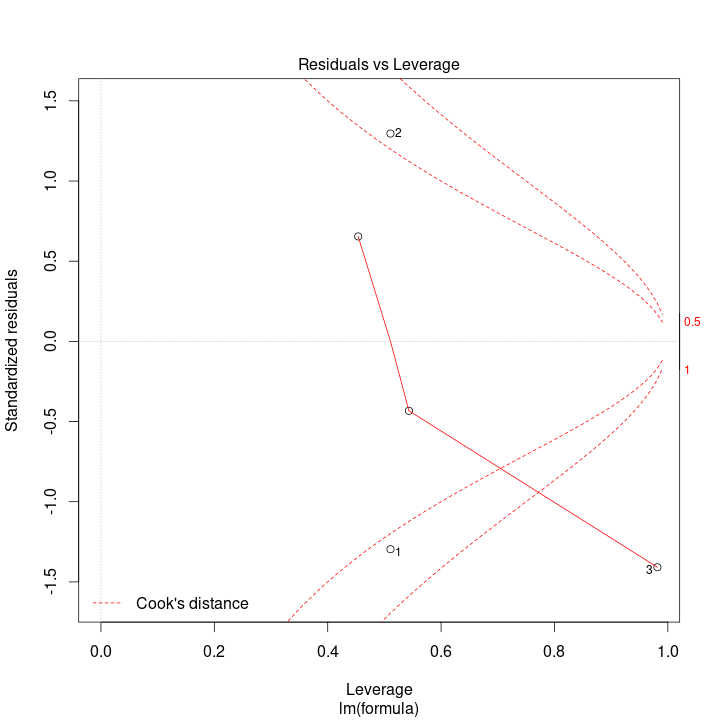 Residuals vs Leverage
Standardized residuals
1.5
1.0
0.5
0.0
-0.5
-1.0
-1.5
2
1
3
0.5
1
Cook's distance
0.0 0.2 0.4 0.6 0.8 1.0
Leverage
lm(formula)